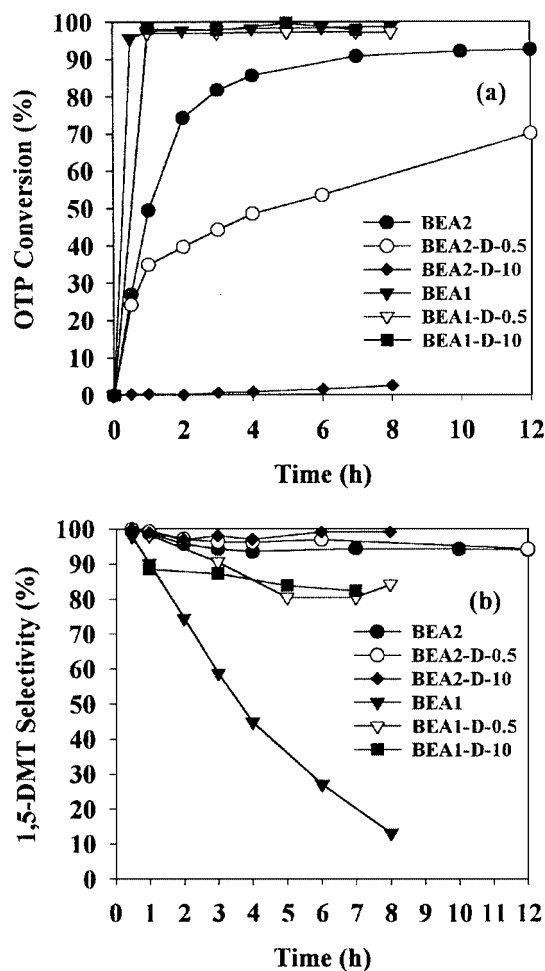 100
90
80
70
60
50
40
30
20
10
0
OTP Conversion (%)
(a)
BEA2
BEA2-D-0.5
BEA2-D-10
BEA1
BEA1-D-0.5
BEA1-D-10
0 2 4 6 8 10 12
Time (h)
100
90
80
70
60
50
40
30
20
10
0
1,5-DMT Selectivity (%)
(b)
BEA2
BEA2-D-0.5
BEA2-D-10
BEA1
BEA1-D-0.5
BEA1-D-10
0 1 2 3 4 5 6 7 8 9 10 11 12
Time (h)